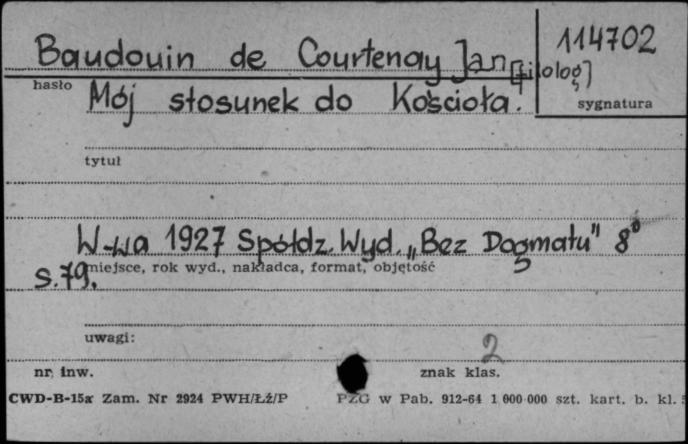 Baudouin de Courtenay Jan [filolog]
114702
hasło
sygnatura
Mój stosunek do Kościoła.
tytuł
W-wa 1927 Spółdz. Wyd. „Bez Dogmatu" 8°
miejsce, rok wyd., nakładca, format, objętość
S. 79.
uwagi:
2
nr. inw.
znak klas.
CWD-B-15a Zam. Nr 2924 PWH/Łź/P
PZG w Pab. 912-64 1 000 000 szt. kart. b. kl.